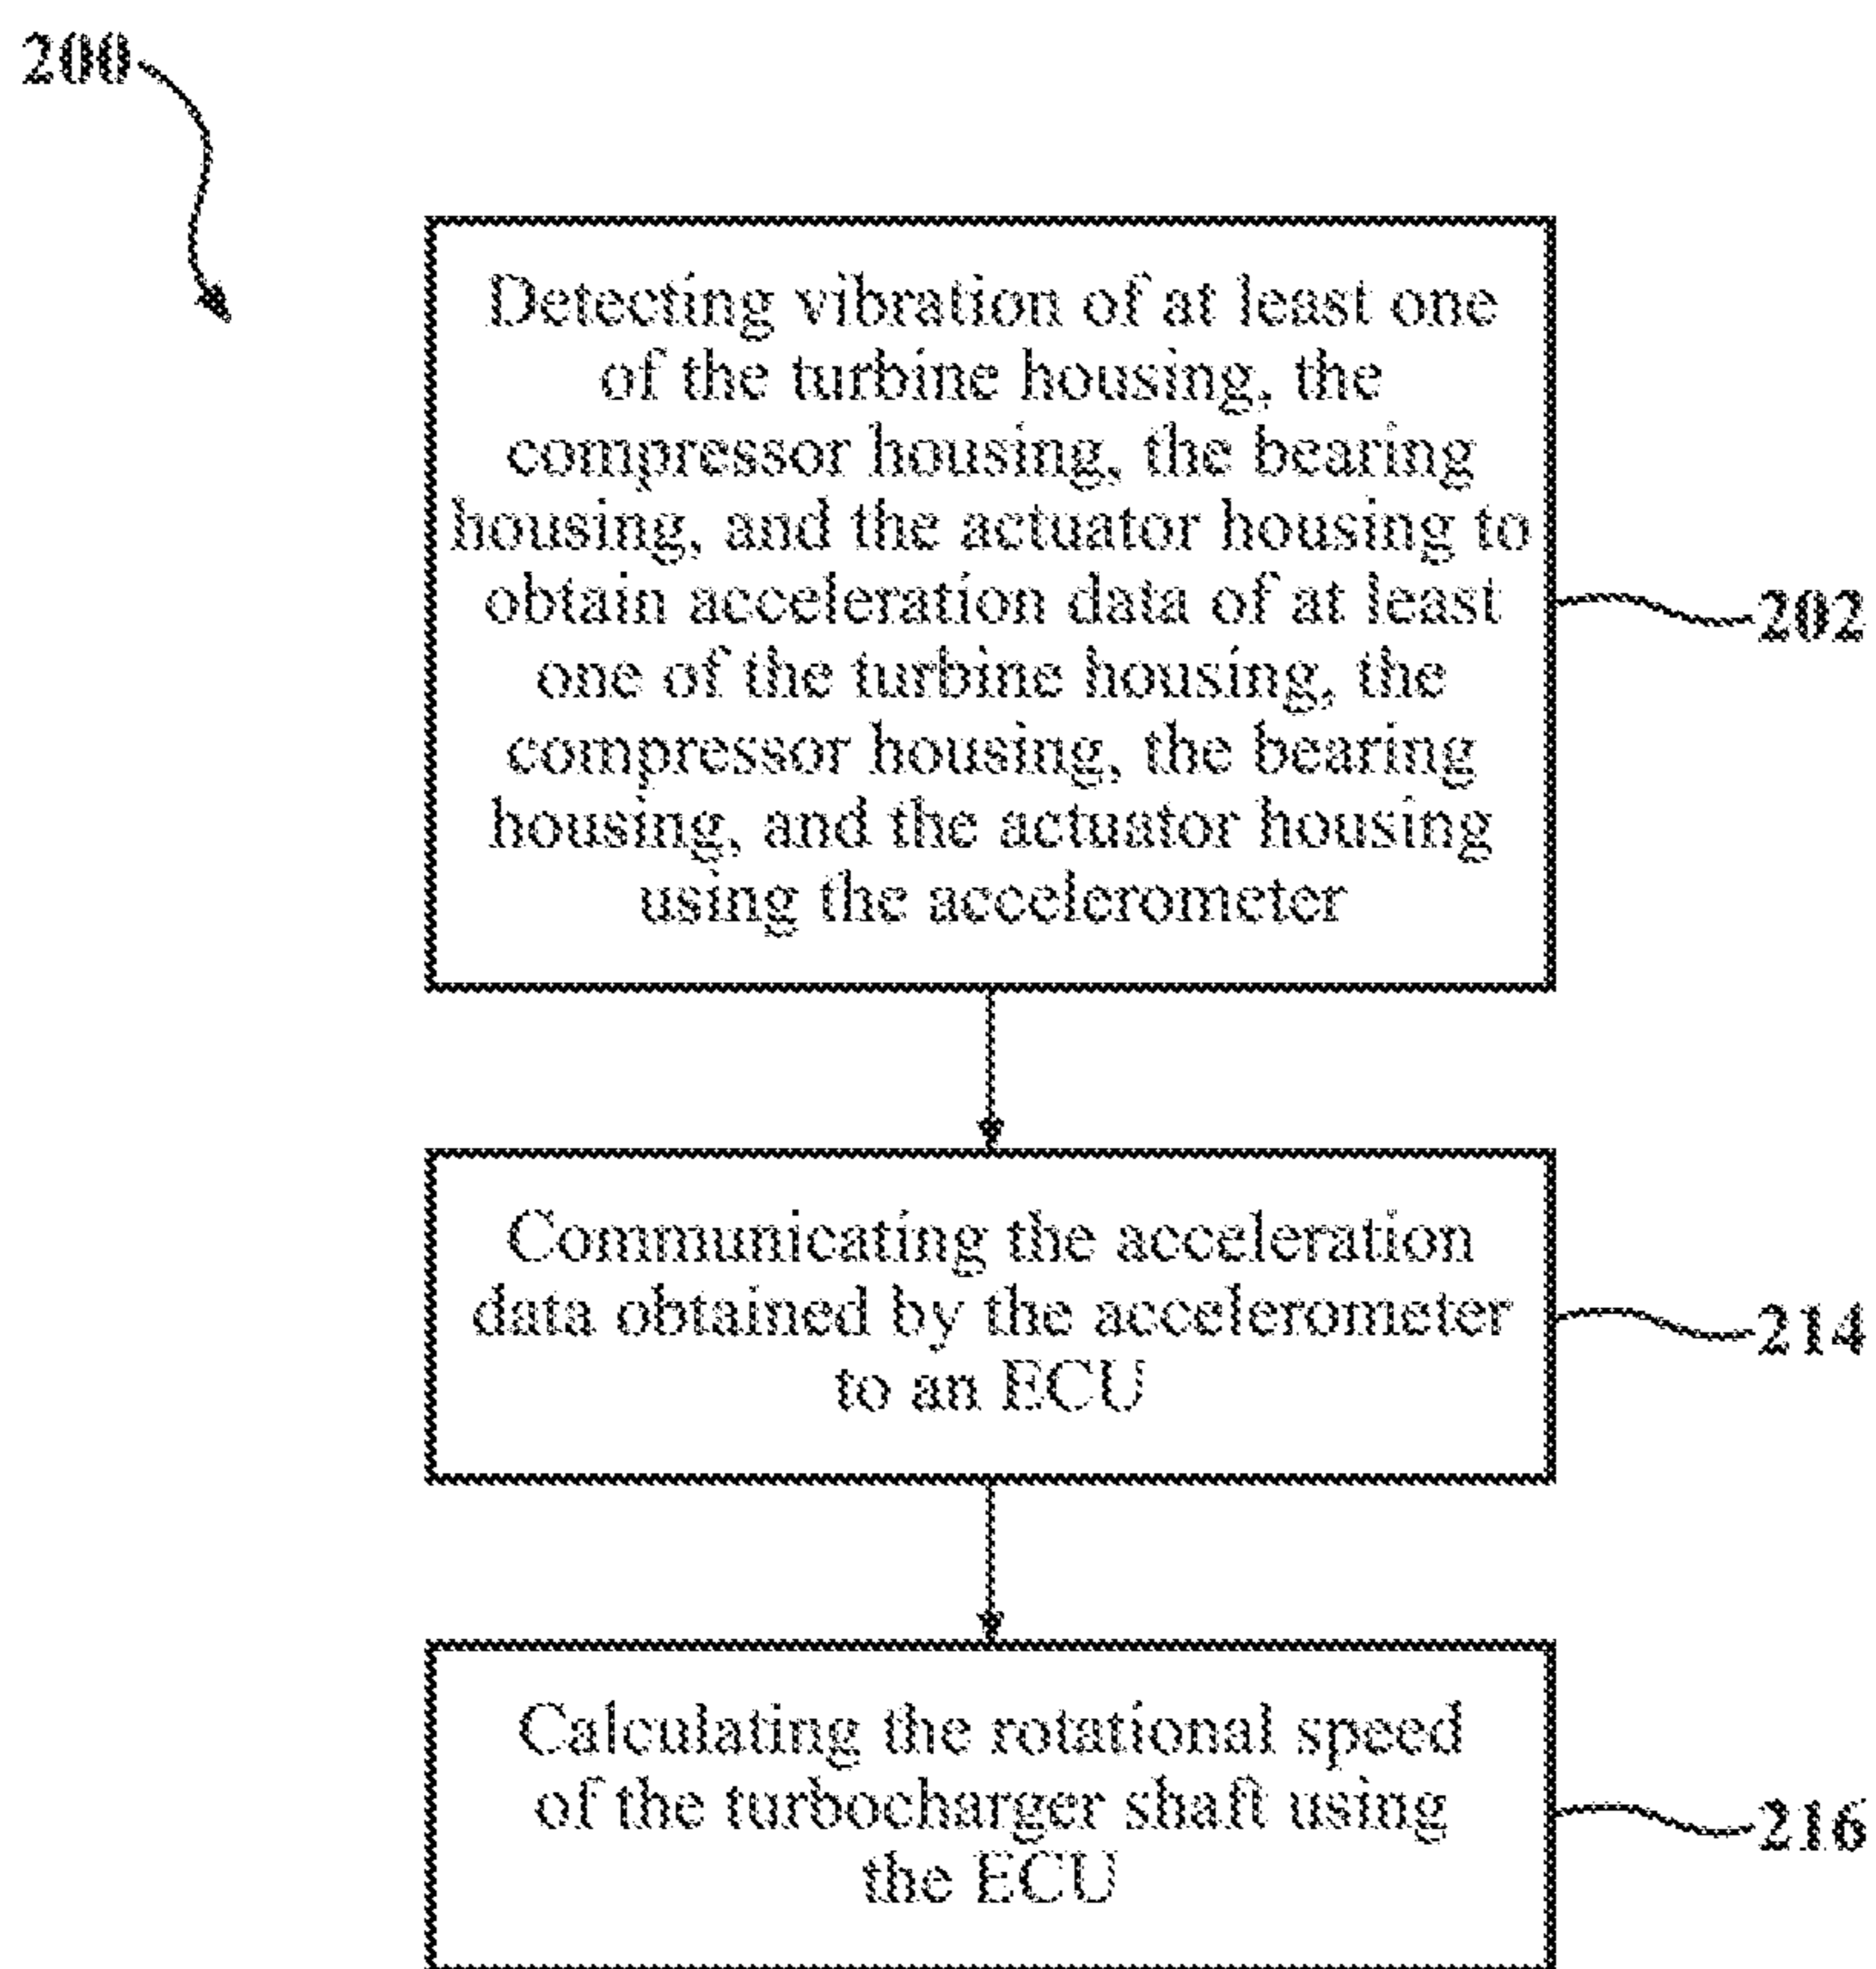 200
Detecting vibration of at least one
of the turbine housing, the
compressor housing, the bearing
housing, and the actuator housing to
obtain acceleration data of at least
one of the turbine housing, the
compressor housing, the bearing
housing, and the actuator housing
using the accelerometer
202
Communicating the acceleration
data obtained by the accelerometer
to an ECU
214
Calculating the rotational speed
of the turbocharger shaft using
the ECU
216